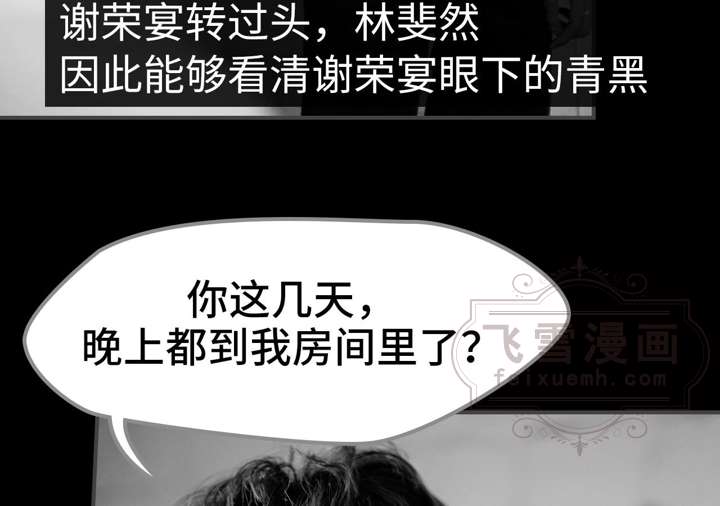 谢荣宴转过头，林斐然
因此能够看清谢荣宴眼下的青黑
你这几天，
晚上都到我房间里了？
飞雪漫画
feixuemh.com